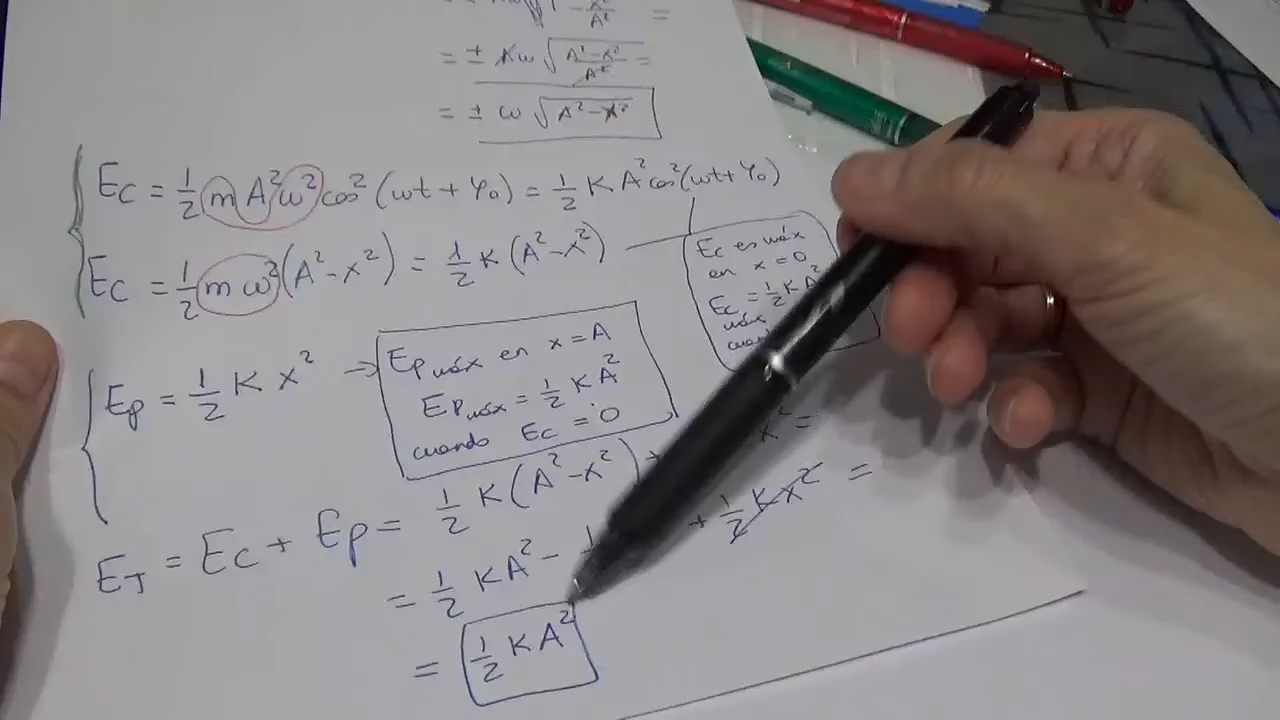 = ± Aω √(A²-x²/A²) =
= ± ω √(A²-x²)
Ec = 1/2 m A² ω² cos² (ωt + φ₀) = 1/2 K A² cos² (ωt + φ₀)
Ec = 1/2 m ω² (A² - x²) = 1/2 K (A² - x²)
Ec es máx
en x = 0
Ec máx = 1/2 K A²
Ep = 1/2 K x² → Ep máx en x = A
Ep máx = 1/2 K A²
cuando Ec = 0
ET = Ec + Ep = 1/2 K (A² - x²) + x² =
= 1/2 K A² - + 1/2 K x² =
= 1/2 K A²